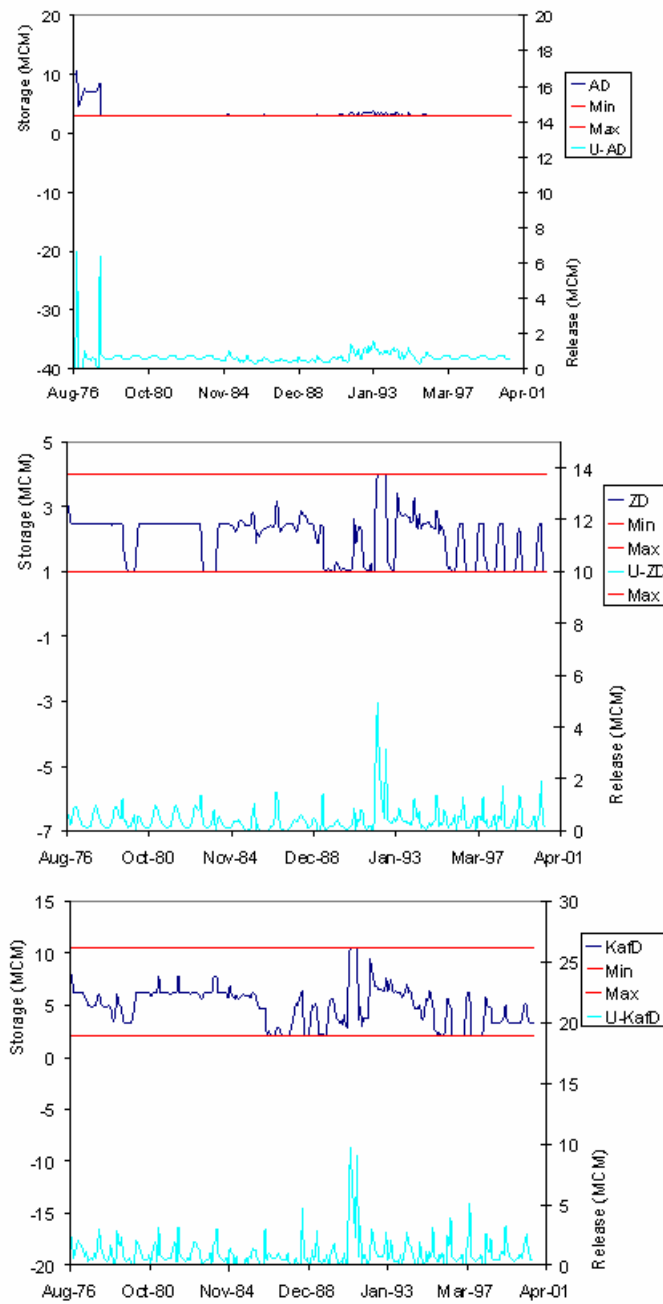 20
10
0
-10
-20
-30
-40
Storage (MCM)
20
18
16
14
12
10
8
6
4
2
0
Release (MCM)
Aug-76 Oct-80 Nov-84 Dec-88 Jan-93 Mar-97 Apr-01
AD
Min
Max
U-AD
5
3
1
-1
-3
-5
-7
Storage (MCM)
14
12
10
8
6
4
2
0
Release (MCM)
Aug-76 Oct-80 Nov-84 Dec-88 Jan-93 Mar-97 Apr-01
ZD
Min
Max
U-ZD
Max
15
10
5
0
-5
-10
-15
-20
Storage (MCM)
30
25
20
15
10
5
0
Release (MCM)
Aug-76 Oct-80 Nov-84 Dec-88 Jan-93 Mar-97 Apr-01
KafD
Min
Max
U-KafD